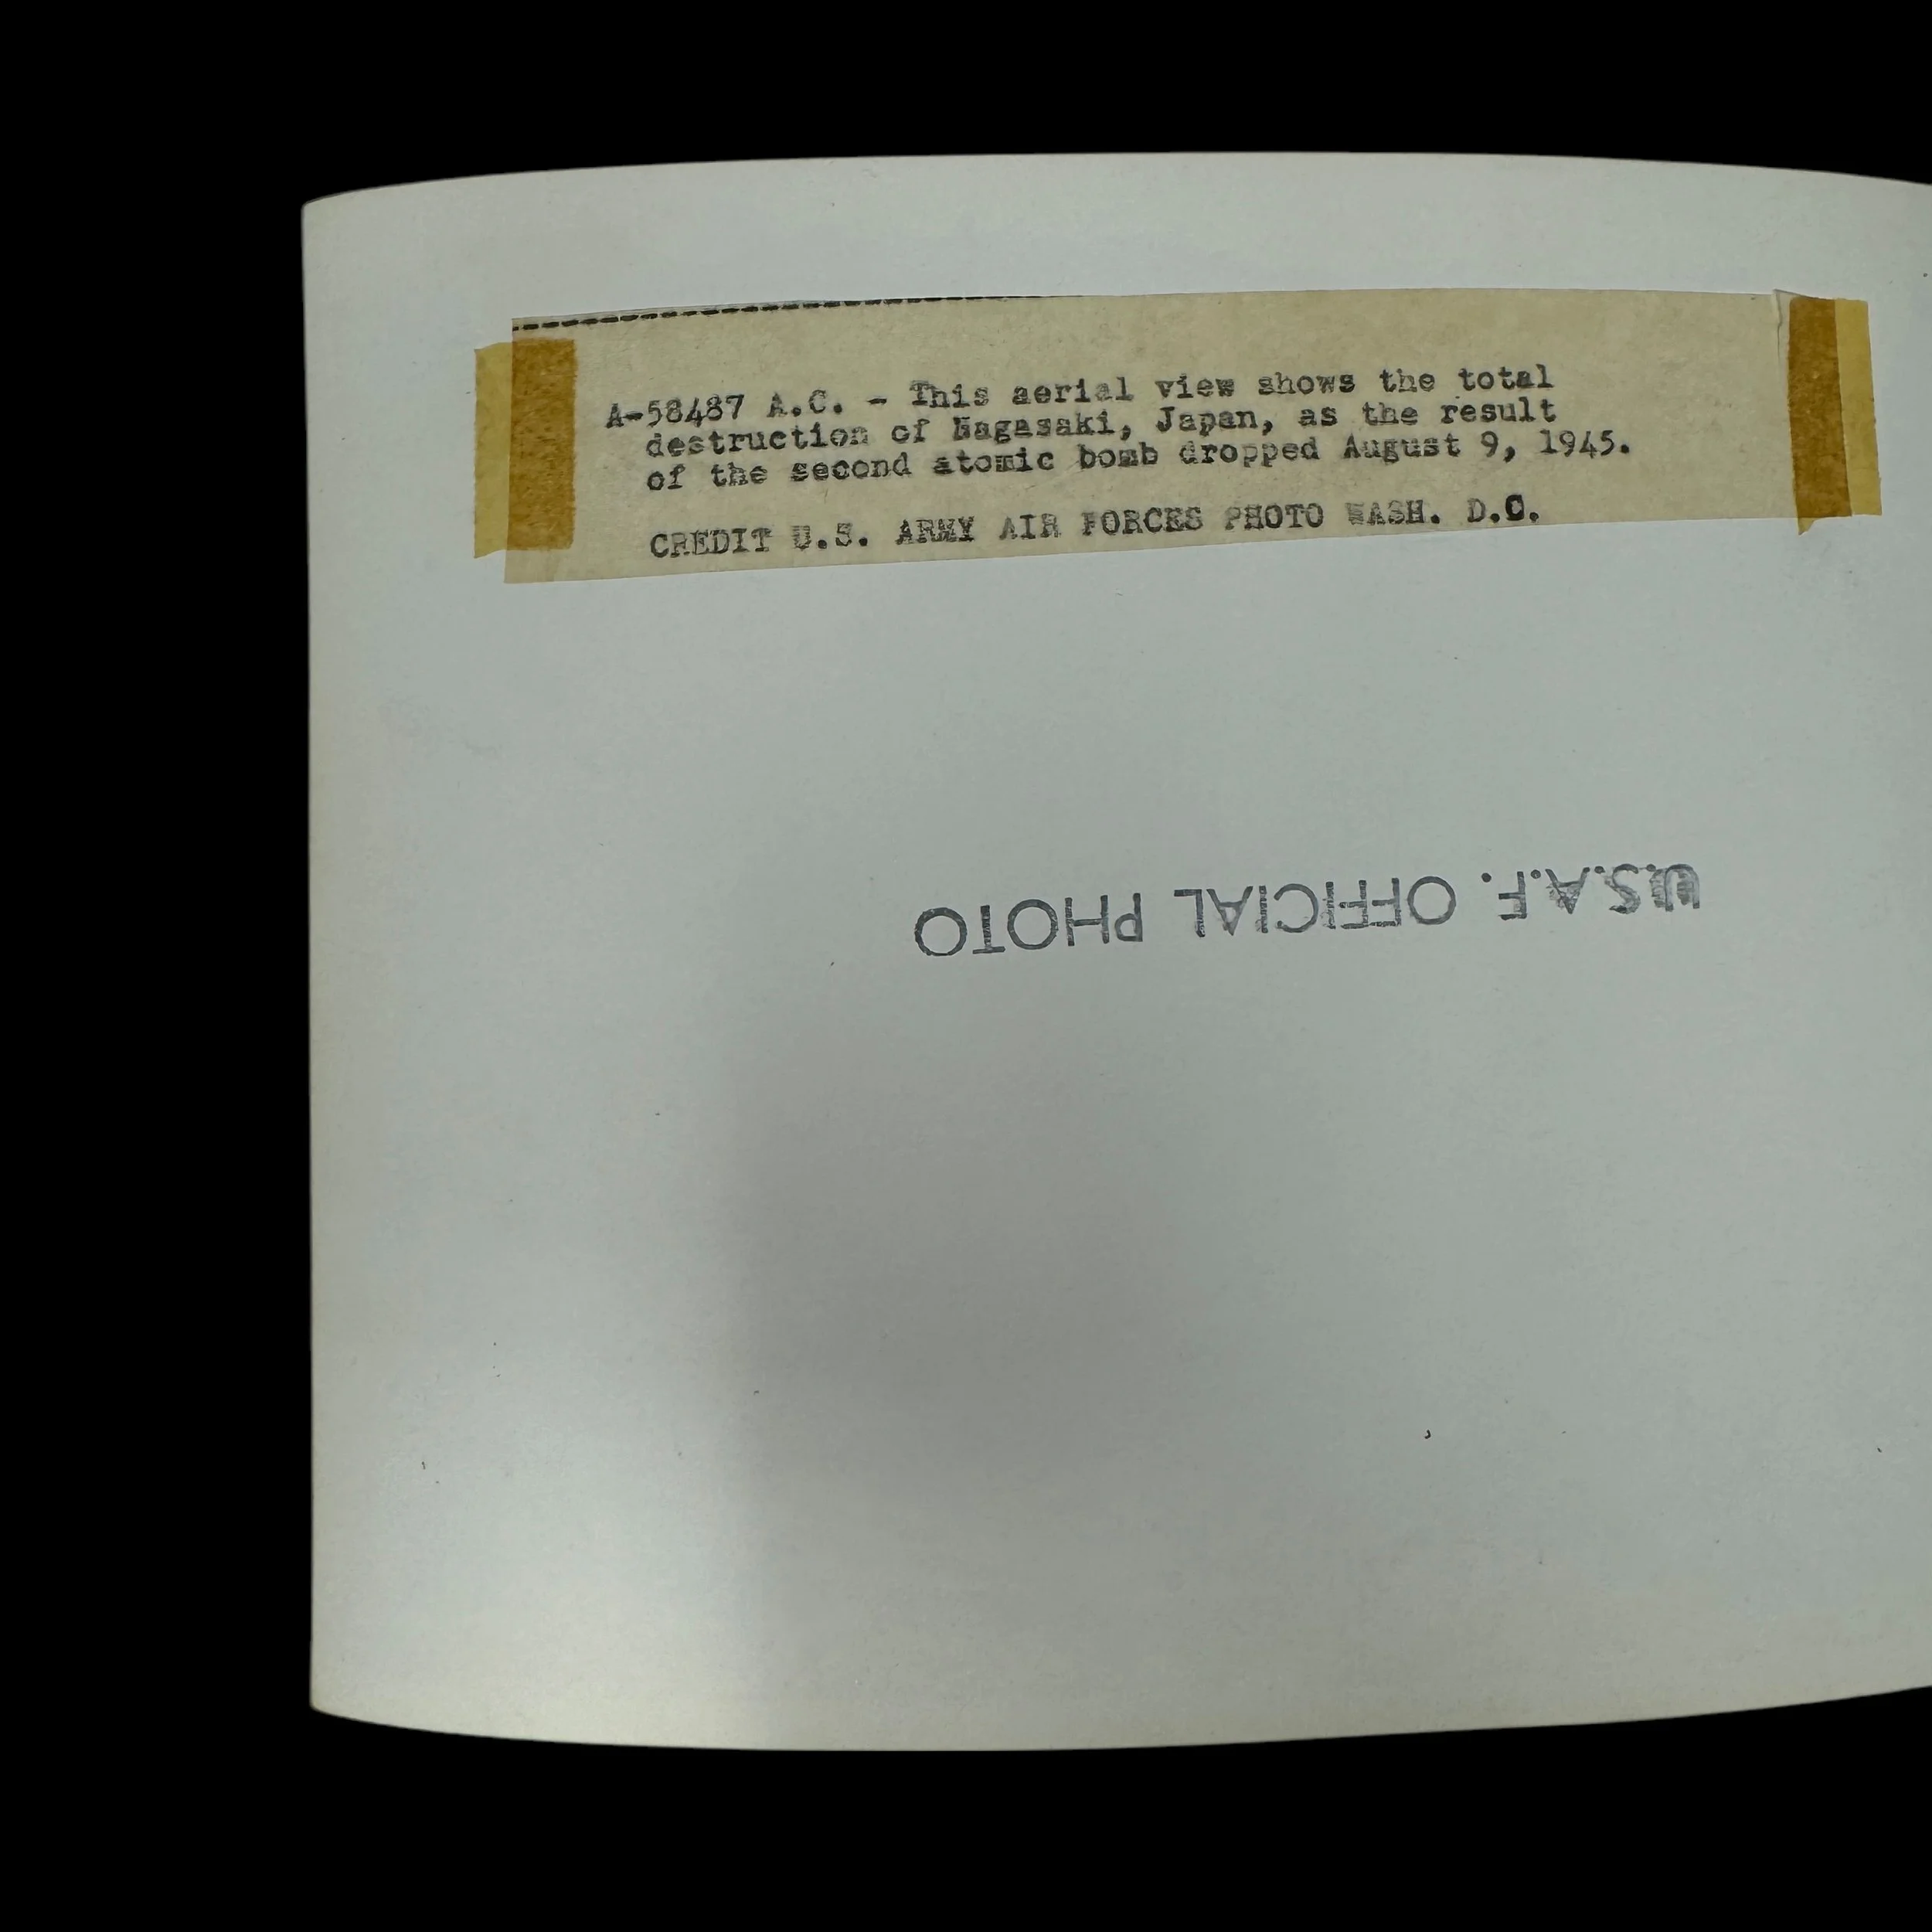 A-58487 A.C. - This aerial view shows the total
destruction of Nagasaki, Japan, as the result
of the second atomic bomb dropped August 9, 1945.
CREDIT U.S. ARMY AIR FORCES PHOTO WASH. D.C.
U.S.A.F. OFFICIAL PHOTO